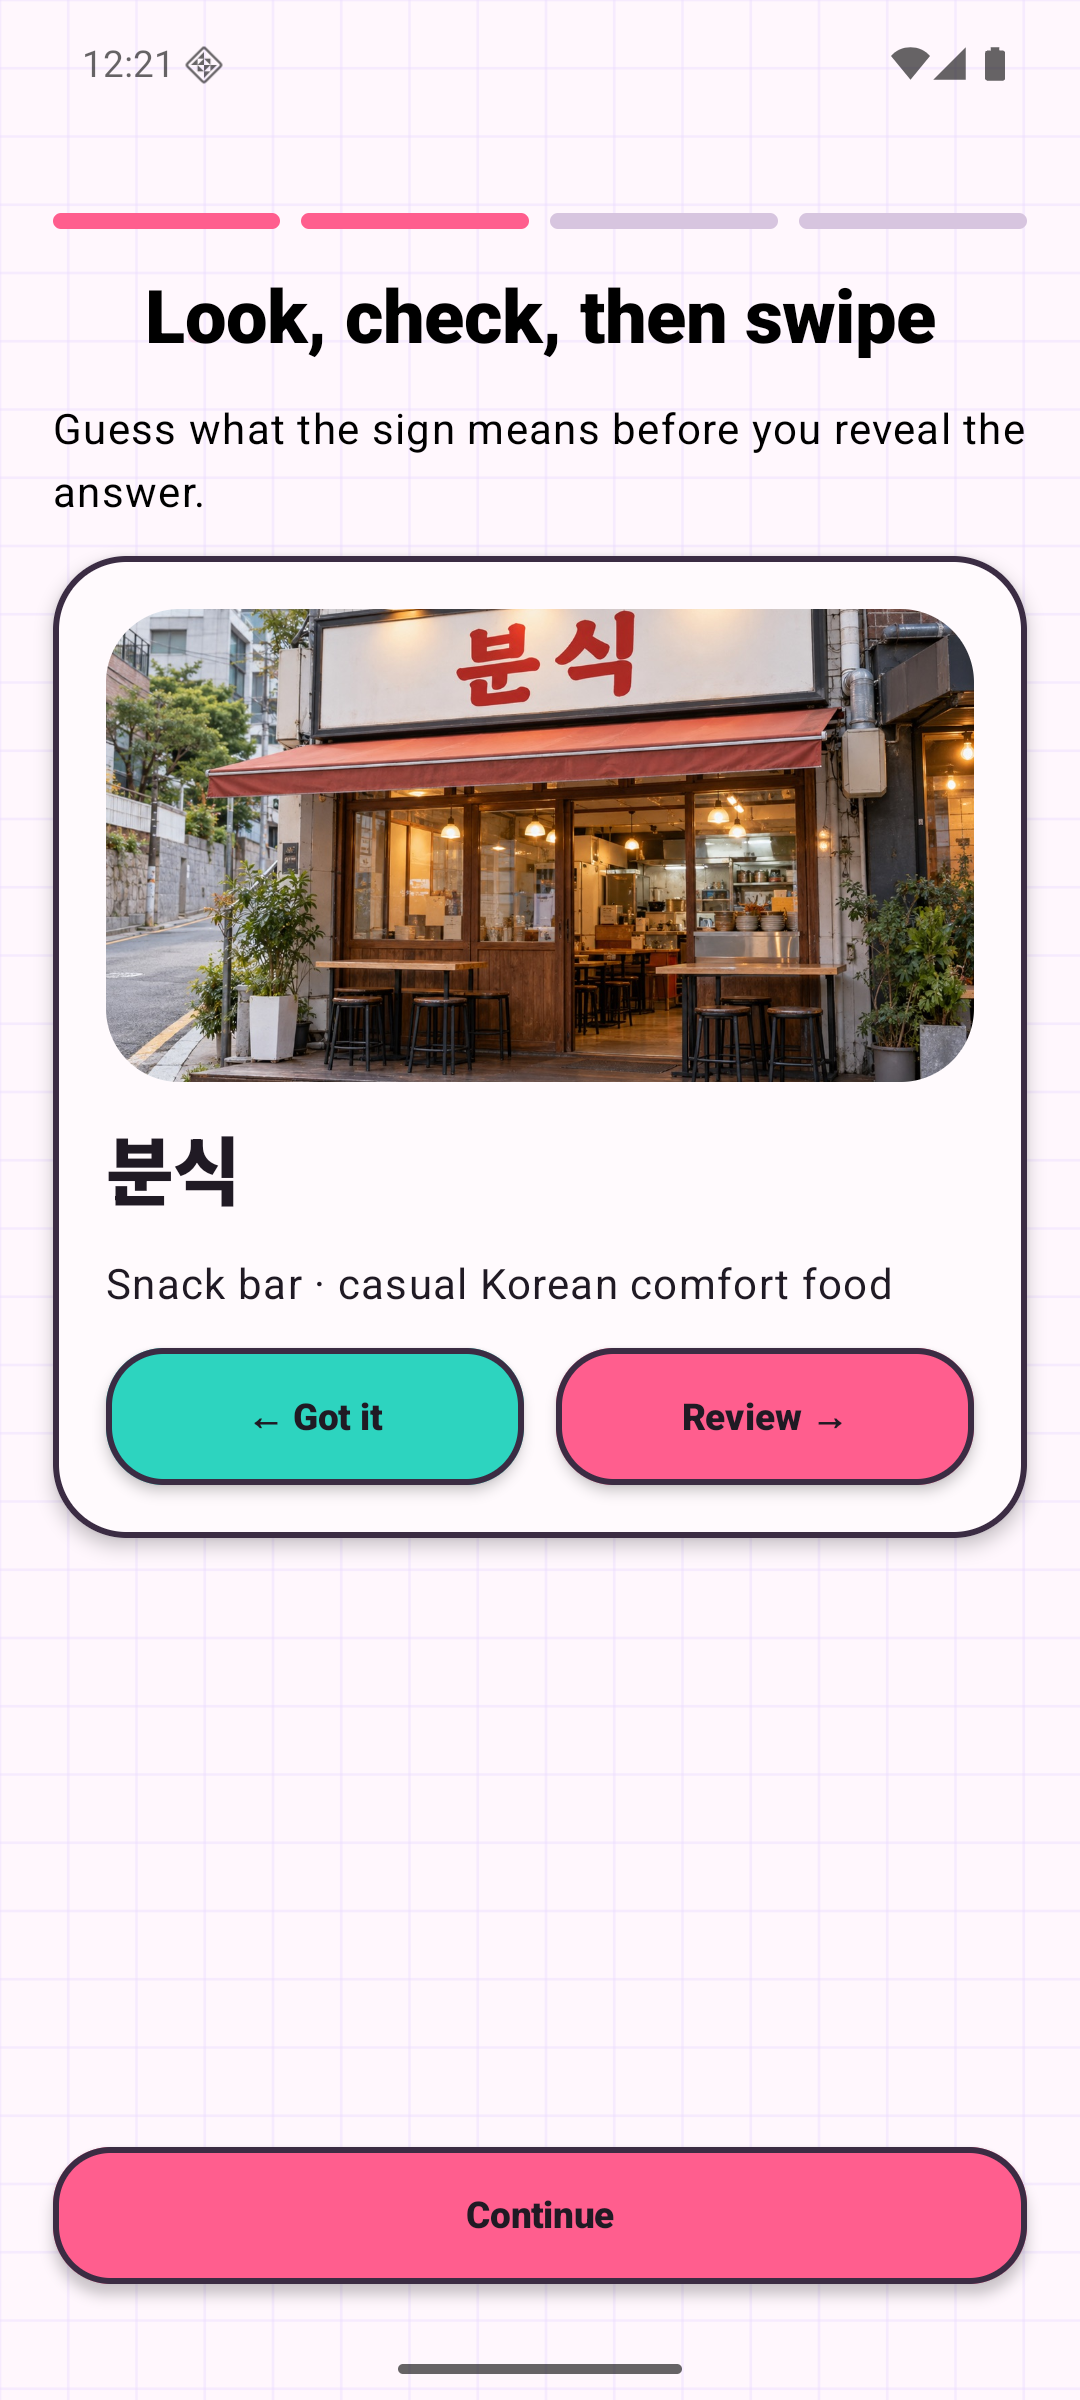 12:21
Look, check, then swipe
Guess what the sign means before you reveal the
answer.
분식
분식
Snack bar · casual Korean comfort food
← Got it
Review →
Continue